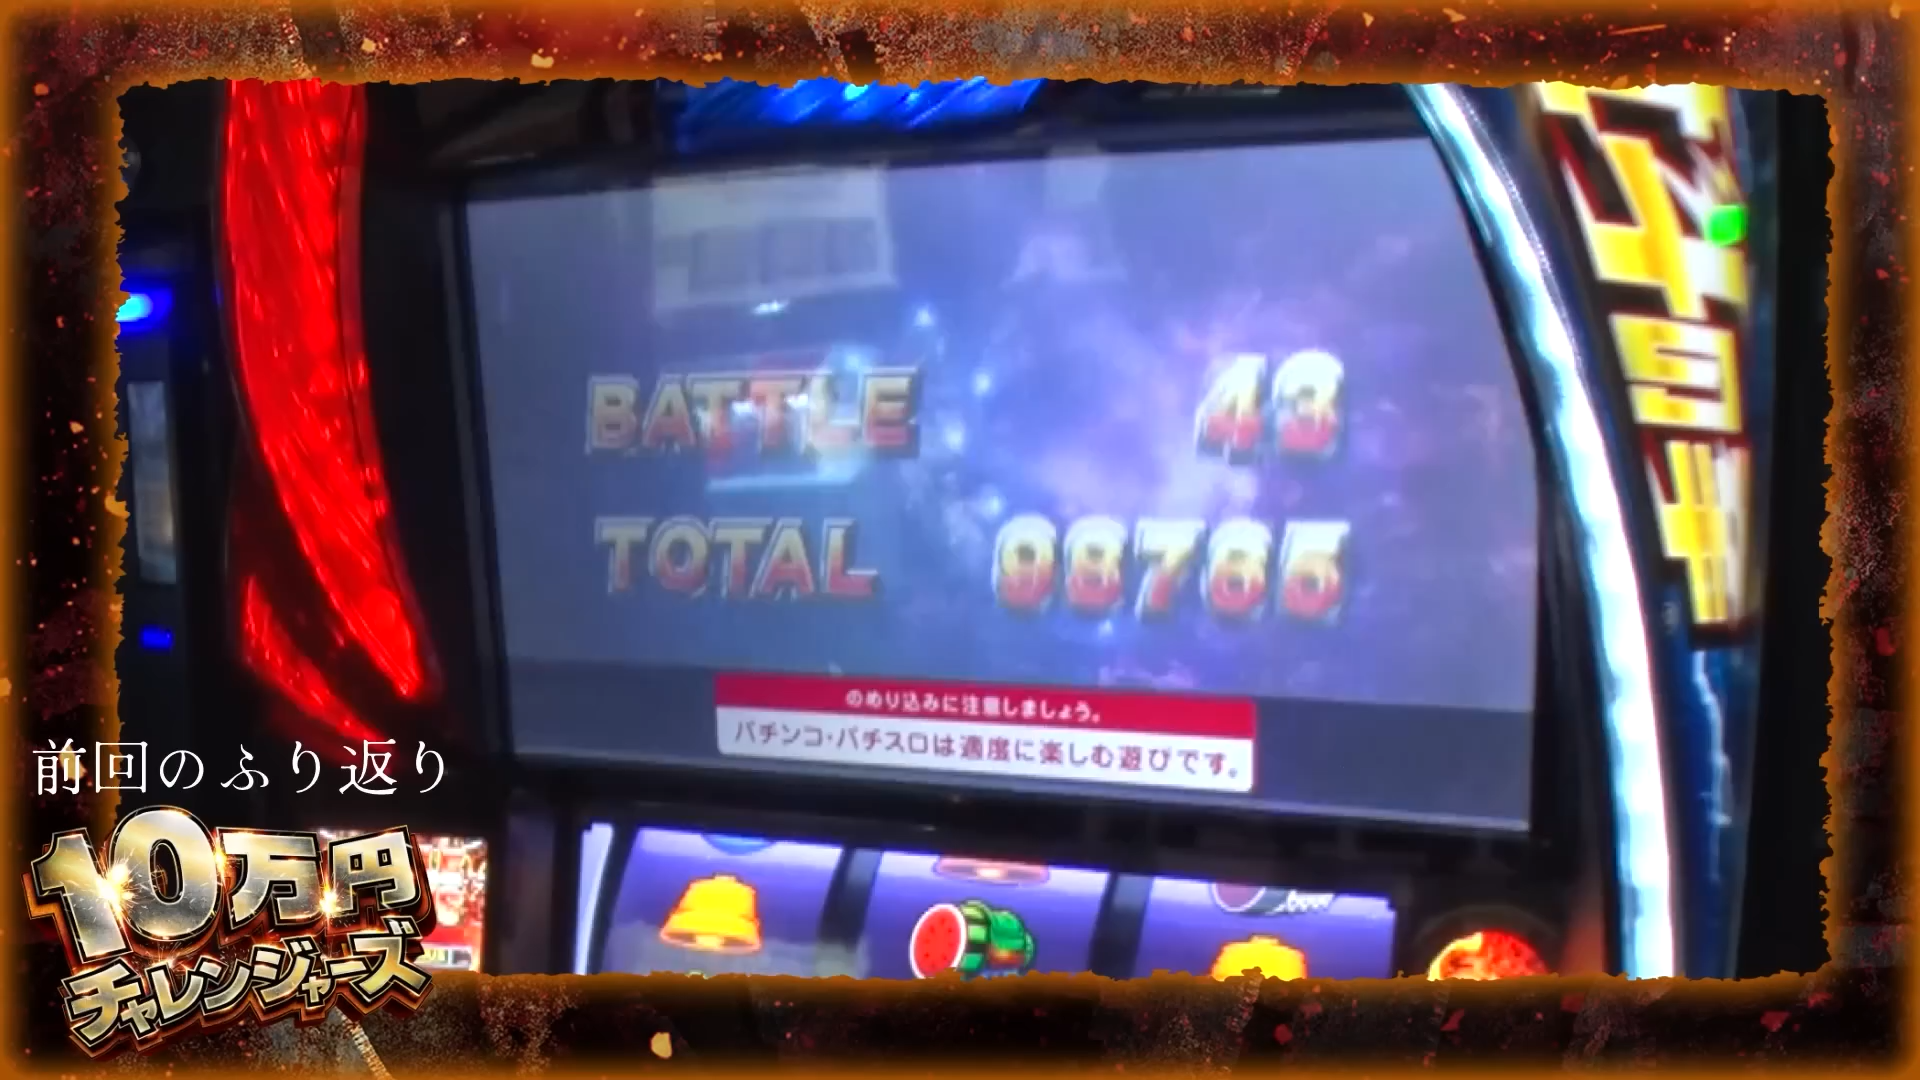 BATTLE 43
TOTAL 98765
のめり込みに注意しましょう。
パチンコ・パチスロは適度に楽しむ遊びです。
前回のふり返り
10万円
チャレンジャーズ